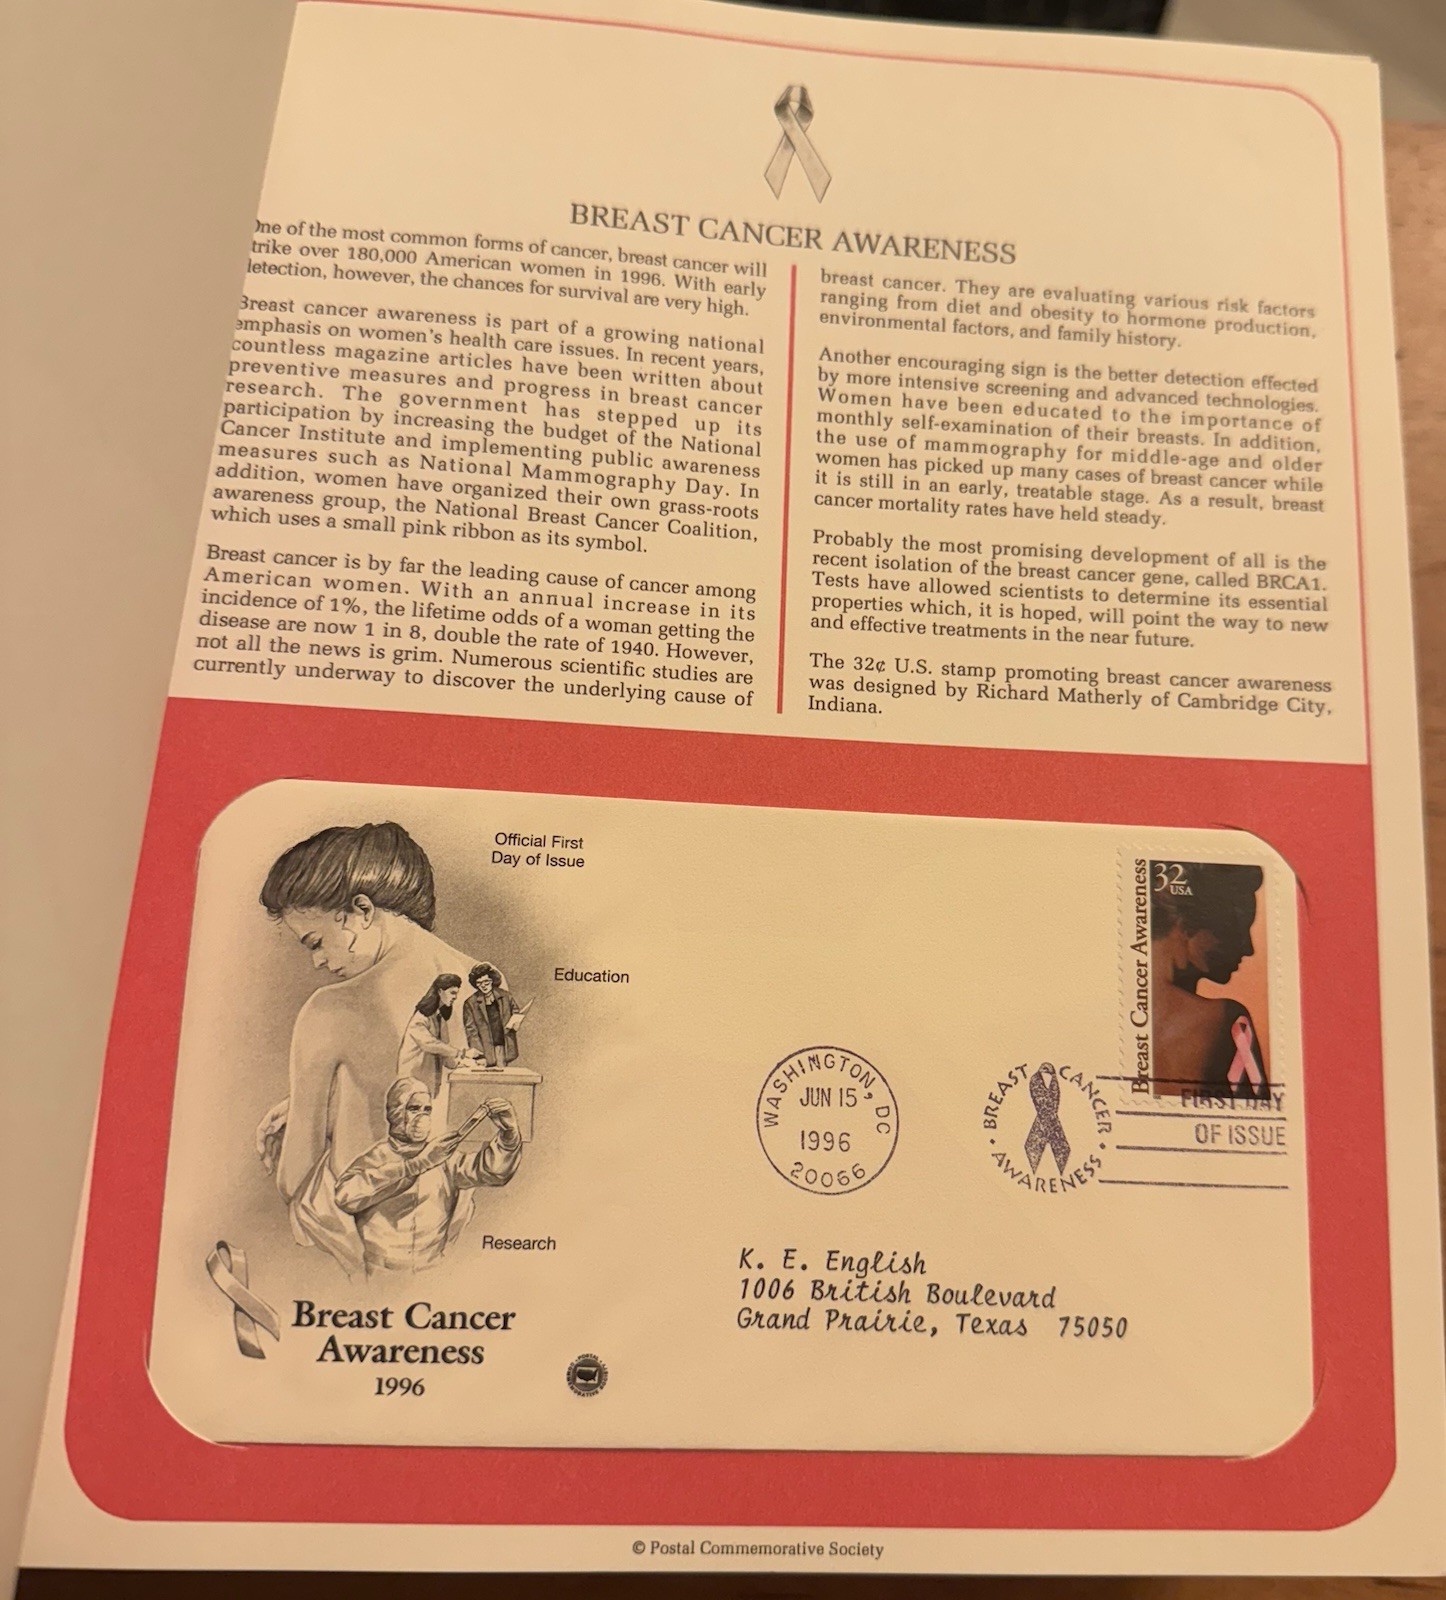 BREAST CANCER AWARENESS
One of the most common forms of cancer, breast cancer will
strike over 180,000 American women in 1996. With early
detection, however, the chances for survival are very high.
Breast cancer awareness is part of a growing national
emphasis on women's health care issues. In recent years,
countless magazine articles have been written about
preventive measures and progress in breast cancer
research. The government has stepped up its
participation by increasing the budget of the National
Cancer Institute and implementing public awareness
measures such as National Mammography Day. In
addition, women have organized their own grass-roots
awareness group, the National Breast Cancer Coalition,
which uses a small pink ribbon as its symbol.
Breast cancer is by far the leading cause of cancer among
American women. With an annual increase in its
incidence of 1%, the lifetime odds of a woman getting the
disease are now 1 in 8, double the rate of 1940. However,
not all the news is grim. Numerous scientific studies are
currently underway to discover the underlying cause of
breast cancer. They are evaluating various risk factors
ranging from diet and obesity to hormone production,
environmental factors, and family history.
Another encouraging sign is the better detection effected
by more intensive screening and advanced technologies.
Women have been educated to the importance of
monthly self-examination of their breasts. In addition,
the use of mammography for middle-age and older
women has picked up many cases of breast cancer while
it is still in an early, treatable stage. As a result, breast
cancer mortality rates have held steady.
Probably the most promising development of all is the
recent isolation of the breast cancer gene, called BRCA1.
Tests have allowed scientists to determine its essential
properties which, it is hoped, will point the way to new
and effective treatments in the near future.
The 32¢ U.S. stamp promoting breast cancer awareness
was designed by Richard Matherly of Cambridge City,
Indiana.
Official First
Day of Issue
Education
Research
Breast Cancer
Awareness
1996
Breast Cancer Awareness
32
USA
WASHINGTON, DC
JUN 15
1996
20066
BREAST CANCER
• AWARENESS •
FIRST DAY
OF ISSUE
K. E. English
1006 British Boulevard
Grand Prairie, Texas 75050
© Postal Commemorative Society